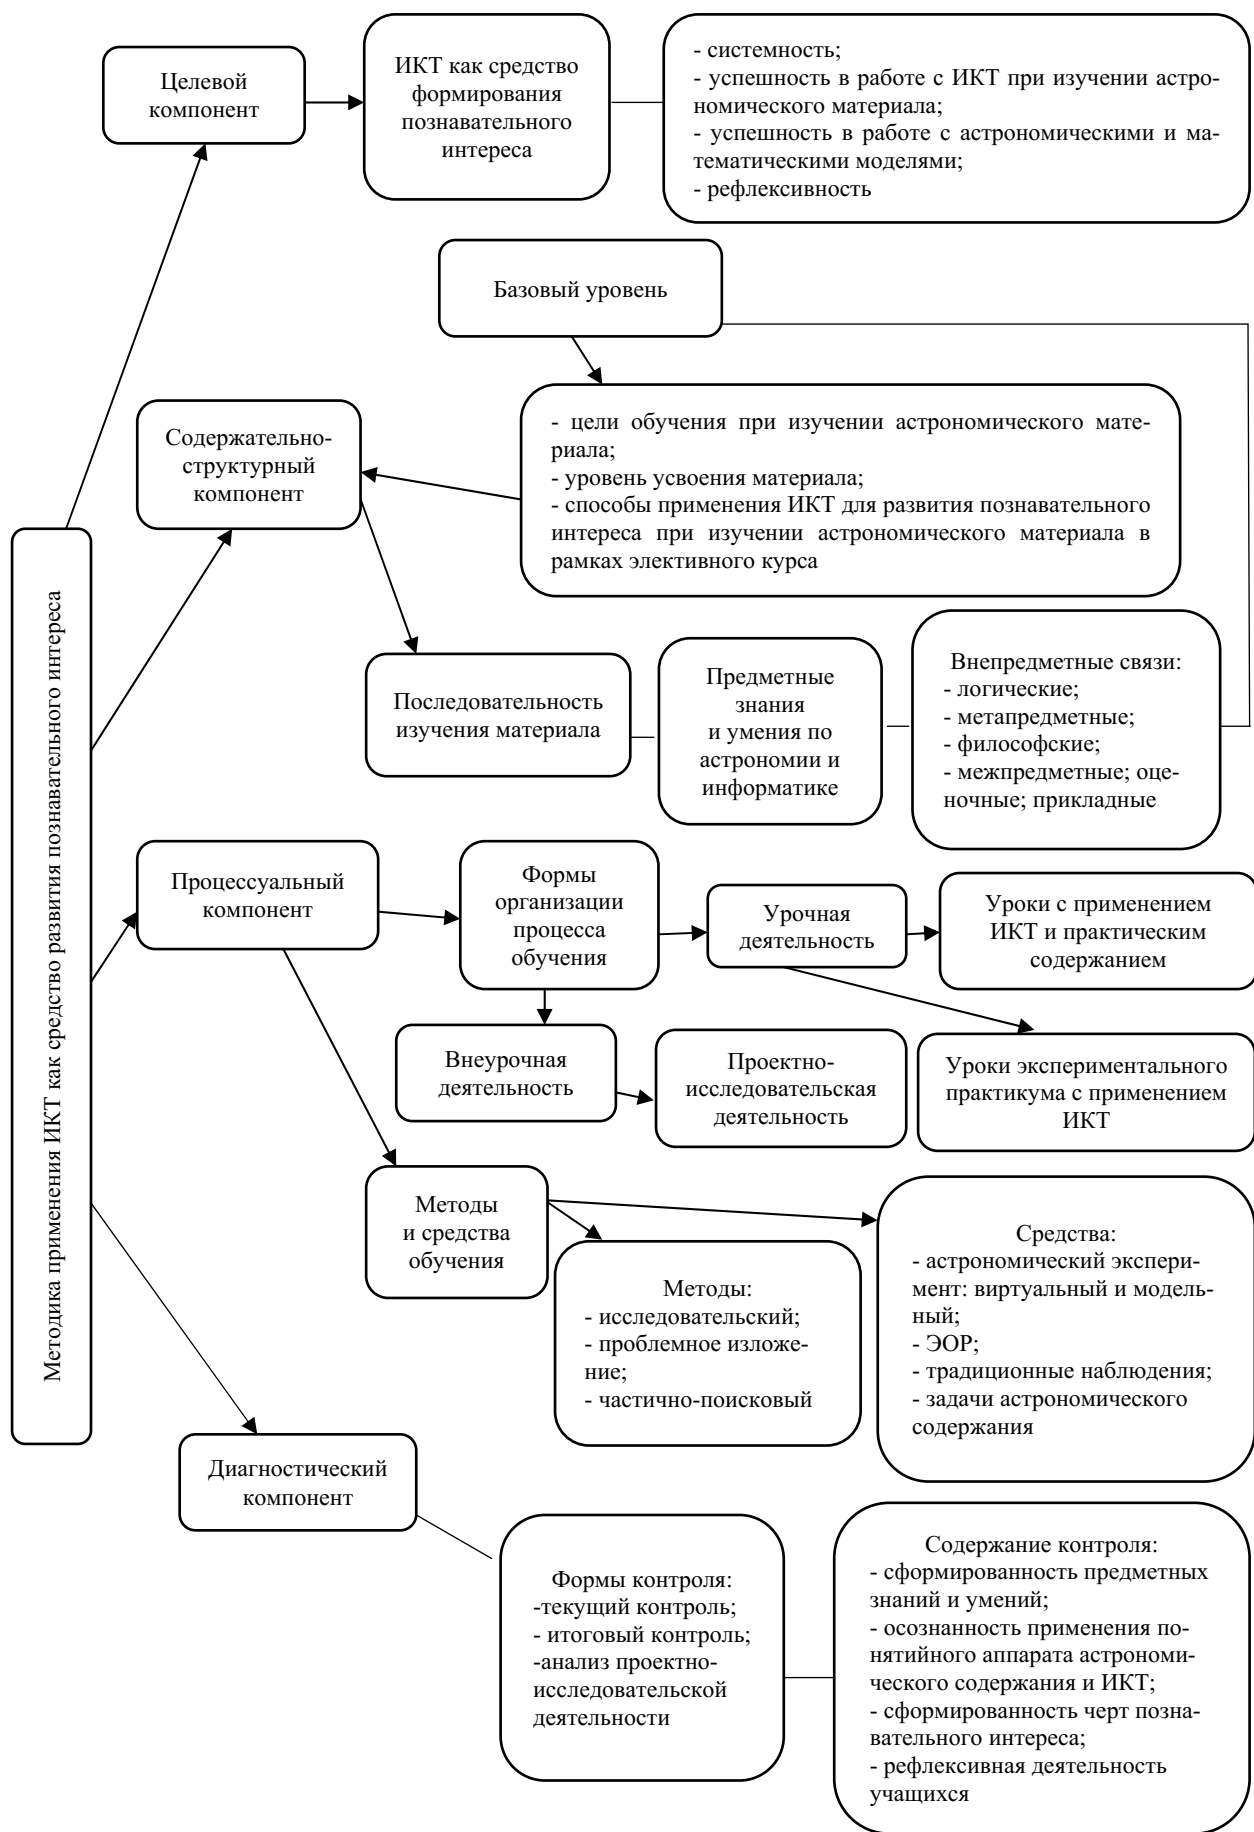 Целевой
компонент
ИКТ как средство
формирования
познавательного
интереса
- системность;
- успешность в работе с ИКТ при изучении астро-
номического материала;
- успешность в работе с астрономическими и ма-
тематическими моделями;
- рефлексивность
Базовый уровень
Содержательно-
структурный
компонент
- цели обучения при изучении астрономического мате-
риала;
- уровень усвоения материала;
- способы применения ИКТ для развития познавательного
интереса при изучении астрономического материала в
рамках элективного курса
Методика применения ИКТ как средство развития познавательного интереса
Последовательность
изучения материала
Предметные
знания
и умения по
астрономии и
информатике
Внепредметные связи:
- логические;
- метапредметные;
- философские;
- межпредметные; оце-
ночные; прикладные
Процессуальный
компонент
Формы
организации
процесса
обучения
Урочная
деятельность
Уроки с применением
ИКТ и практическим
содержанием
Внеурочная
деятельность
Проектно-
исследовательская
деятельность
Уроки экспериментального
практикума с применением
ИКТ
Методы
и средства
обучения
Методы:
- исследовательский;
- проблемное изложе-
ние;
- частично-поисковый
Средства:
- астрономический экспери-
мент: виртуальный и модель-
ный;
- ЭОР;
- традиционные наблюдения;
- задачи астрономического
содержания
Диагностический
компонент
Формы контроля:
-текущий контроль;
- итоговый контроль;
-анализ проектно-
исследовательской
деятельности
Содержание контроля:
- сформированность предметных
знаний и умений;
- осознанность применения по-
нятийного аппарата астрономи-
ческого содержания и ИКТ;
- сформированность черт позна-
вательного интереса;
- рефлексивная деятельность
учащихся